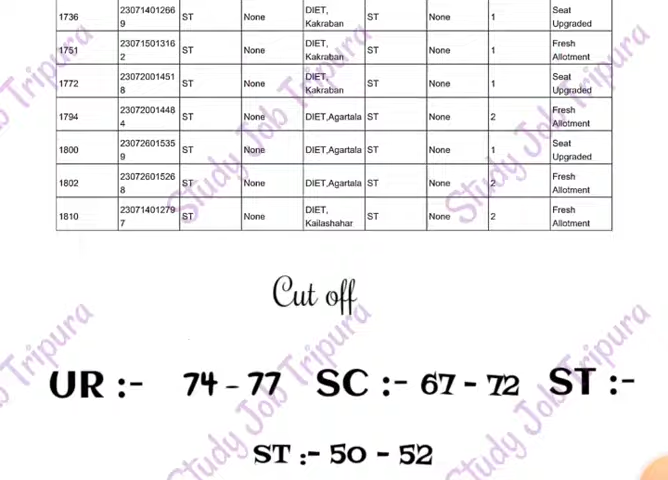 1736 230714012669 ST None DIET, Kakraban ST None 1 Seat Upgraded
1751 230715013162 ST None DIET, Kakraban ST None 1 Fresh Allotment
1772 230720014518 ST None DIET, Kakraban ST None 1 Seat Upgraded
1794 230720014484 ST None DIET,Agartala ST None 2 Fresh Allotment
1800 230726015359 ST None DIET,Agartala ST None 1 Seat Upgraded
1802 230726015268 ST None DIET,Agartala ST None 2 Fresh Allotment
1810 230714012797 ST None DIET, Kailashahar ST None 2 Fresh Allotment
Cut off
UR :- 74 - 77 SC :- 67 - 72 ST :-
ST :- 50 - 52
Study Job Tripura